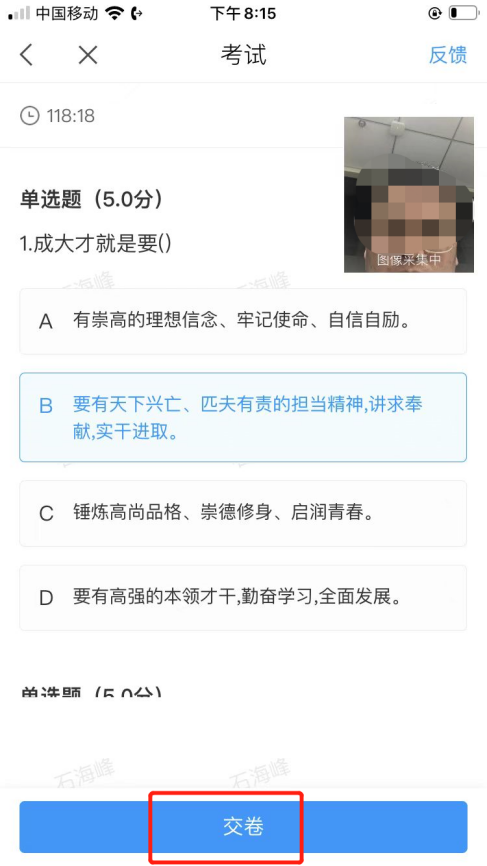 中国移动 下午 8:15
考试 反馈
118:18
单选题（5.0分）
图像采集中
1.成大才就是要()
石海峰 石海峰
A 有崇高的理想信念、牢记使命、自信自励。
B 要有天下兴亡、匹夫有责的担当精神,讲求奉
献,实干进取。
C 锤炼高尚品格、崇德修身、启润青春。
D 要有高强的本领才干,勤奋学习,全面发展。
单选题（5.0分）
石海峰 石海峰
交卷